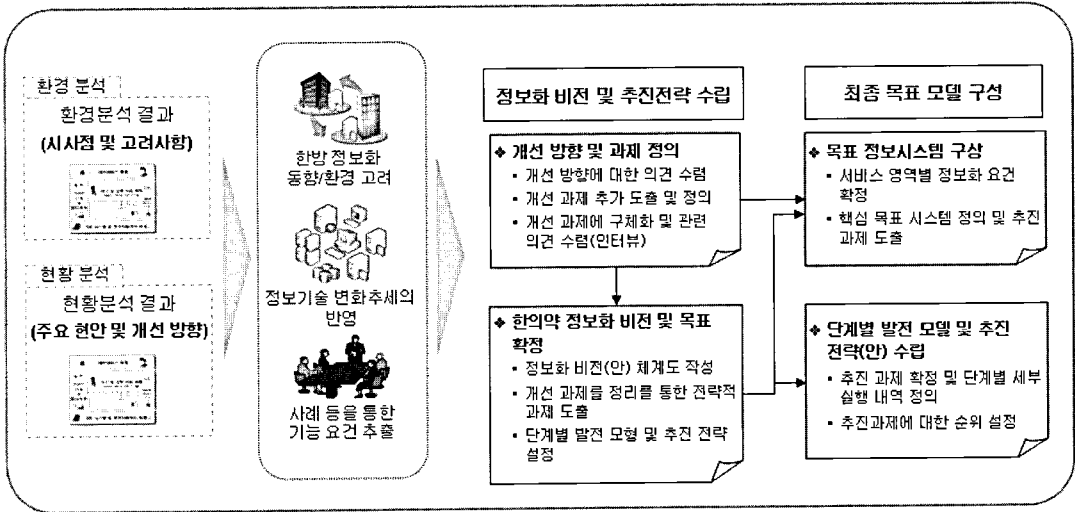 환경 분석
환경분석 결과
(시사점 및 고려사항)
현황 분석
현황분석 결과
(주요 현안 및 개선 방향)
한방 정보화
동향/환경 고려
정보기술 변화추세의
반영
사례 등을 통한
기능 요건 추출
정보화 비전 및 추진전략 수립
❖ 개선 방향 및 과제 정의
▪ 개선 방향에 대한 의견 수렴
▪ 개선 과제 추가 도출 및 정의
▪ 개선 과제에 구체화 및 관련
의견 수렴(인터뷰)
❖ 한의약 정보화 비전 및 목표
확정
▪ 정보화 비전(안) 체계도 작성
▪ 개선 과제를 정리를 통한 전략적
과제 도출
▪ 단계별 발전 모형 및 추진 전략
설정
최종 목표 모델 구성
❖ 목표 정보시스템 구상
▪ 서비스 영역별 정보화 요건
확정
▪ 핵심 목표 시스템 정의 및 추진
과제 도출
❖ 단계별 발전 모델 및 추진
전략(안) 수립
▪ 추진 과제 확정 및 단계별 세부
실행 내역 정의
▪ 추진과제에 대한 순위 설정